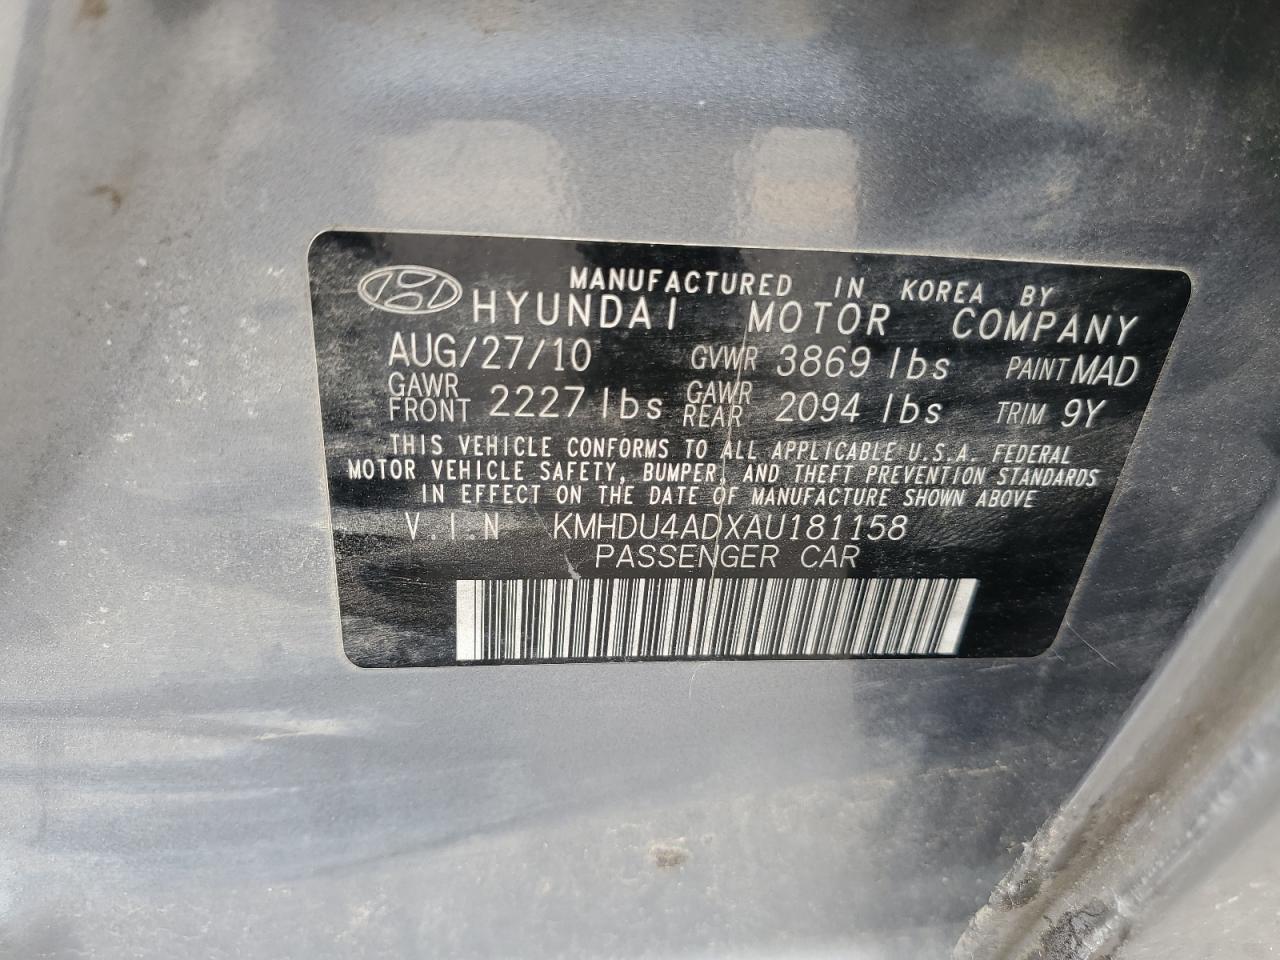 MANUFACTURED IN KOREA BY
HYUNDAI MOTOR COMPANY
AUG/27/10 GVWR 3869 lbs PAINT MAD
GAWR FRONT 2227 lbs GAWR REAR 2094 lbs TRIM 9Y
THIS VEHICLE CONFORMS TO ALL APPLICABLE U.S.A. FEDERAL
MOTOR VEHICLE SAFETY, BUMPER, AND THEFT PREVENTION STANDARDS
IN EFFECT ON THE DATE OF MANUFACTURE SHOWN ABOVE
V.I.N KMHDU4ADXAU181158
PASSENGER CAR